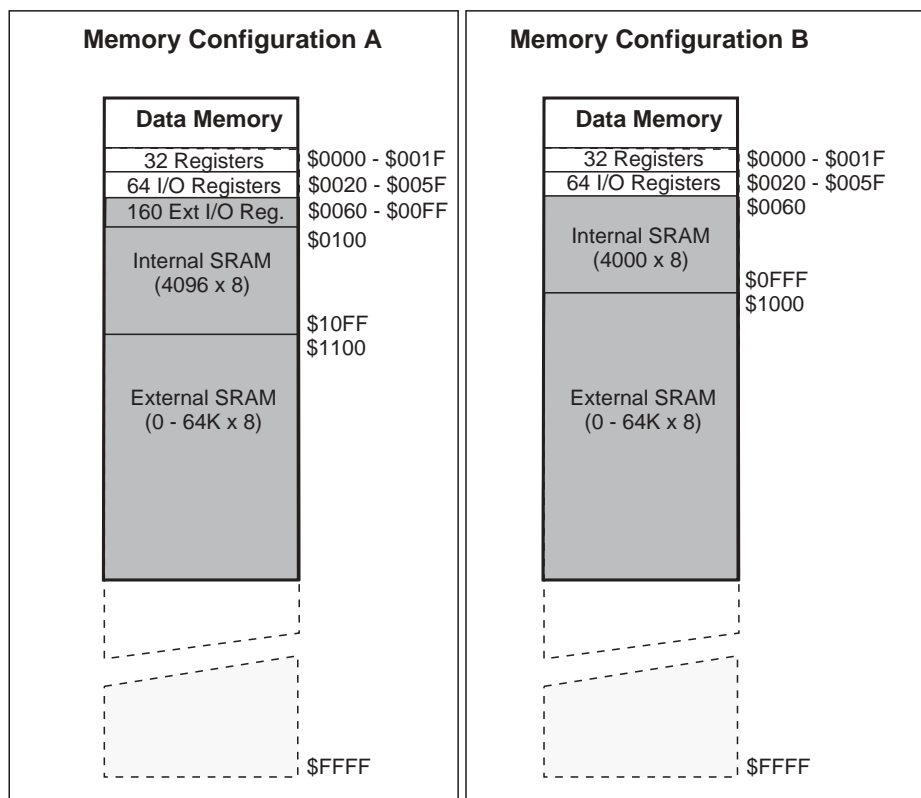 Memory Configuration A
Data Memory
32 Registers
$0000 - $001F
64 I/O Registers
$0020 - $005F
160 Ext I/O Reg.
$0060 - $00FF
$0100
Internal SRAM
(4096 x 8)
$10FF
$1100
External SRAM
(0 - 64K x 8)
$FFFF
Memory Configuration B
Data Memory
32 Registers
$0000 - $001F
64 I/O Registers
$0020 - $005F
$0060
Internal SRAM
(4000 x 8)
$0FFF
$1000
External SRAM
(0 - 64K x 8)
$FFFF